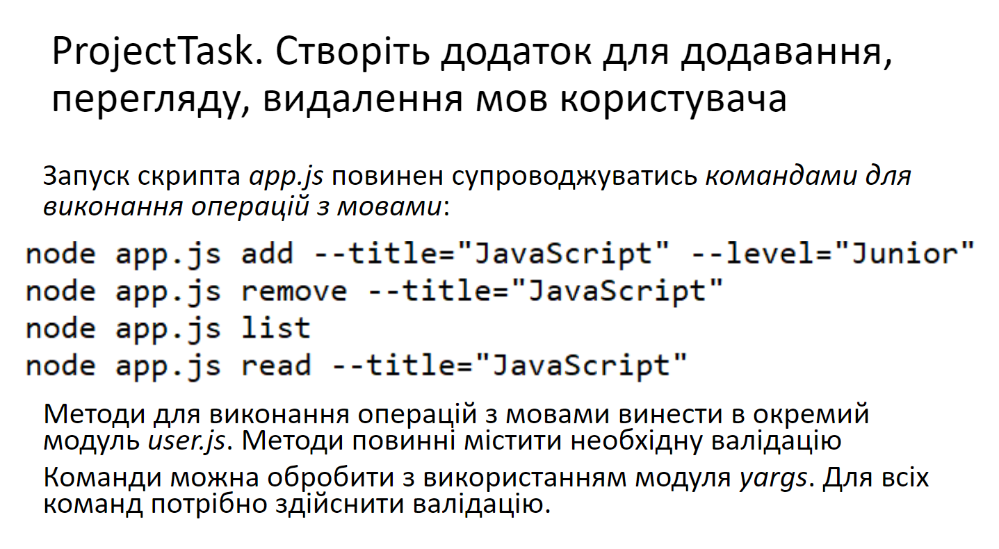 ProjectTask. Створіть додаток для додавання,
перегляду, видалення мов користувача
Запуск скрипта app.js повинен супроводжуватись командами для
виконання операцій з мовами:
node app.js add --title="JavaScript" --level="Junior"
node app.js remove --title="JavaScript"
node app.js list
node app.js read --title="JavaScript"
Методи для виконання операцій з мовами винести в окремий
модуль user.js. Методи повинні містити необхідну валідацію
Команди можна обробити з використанням модуля yargs. Для всіх
команд потрібно здійснити валідацію.